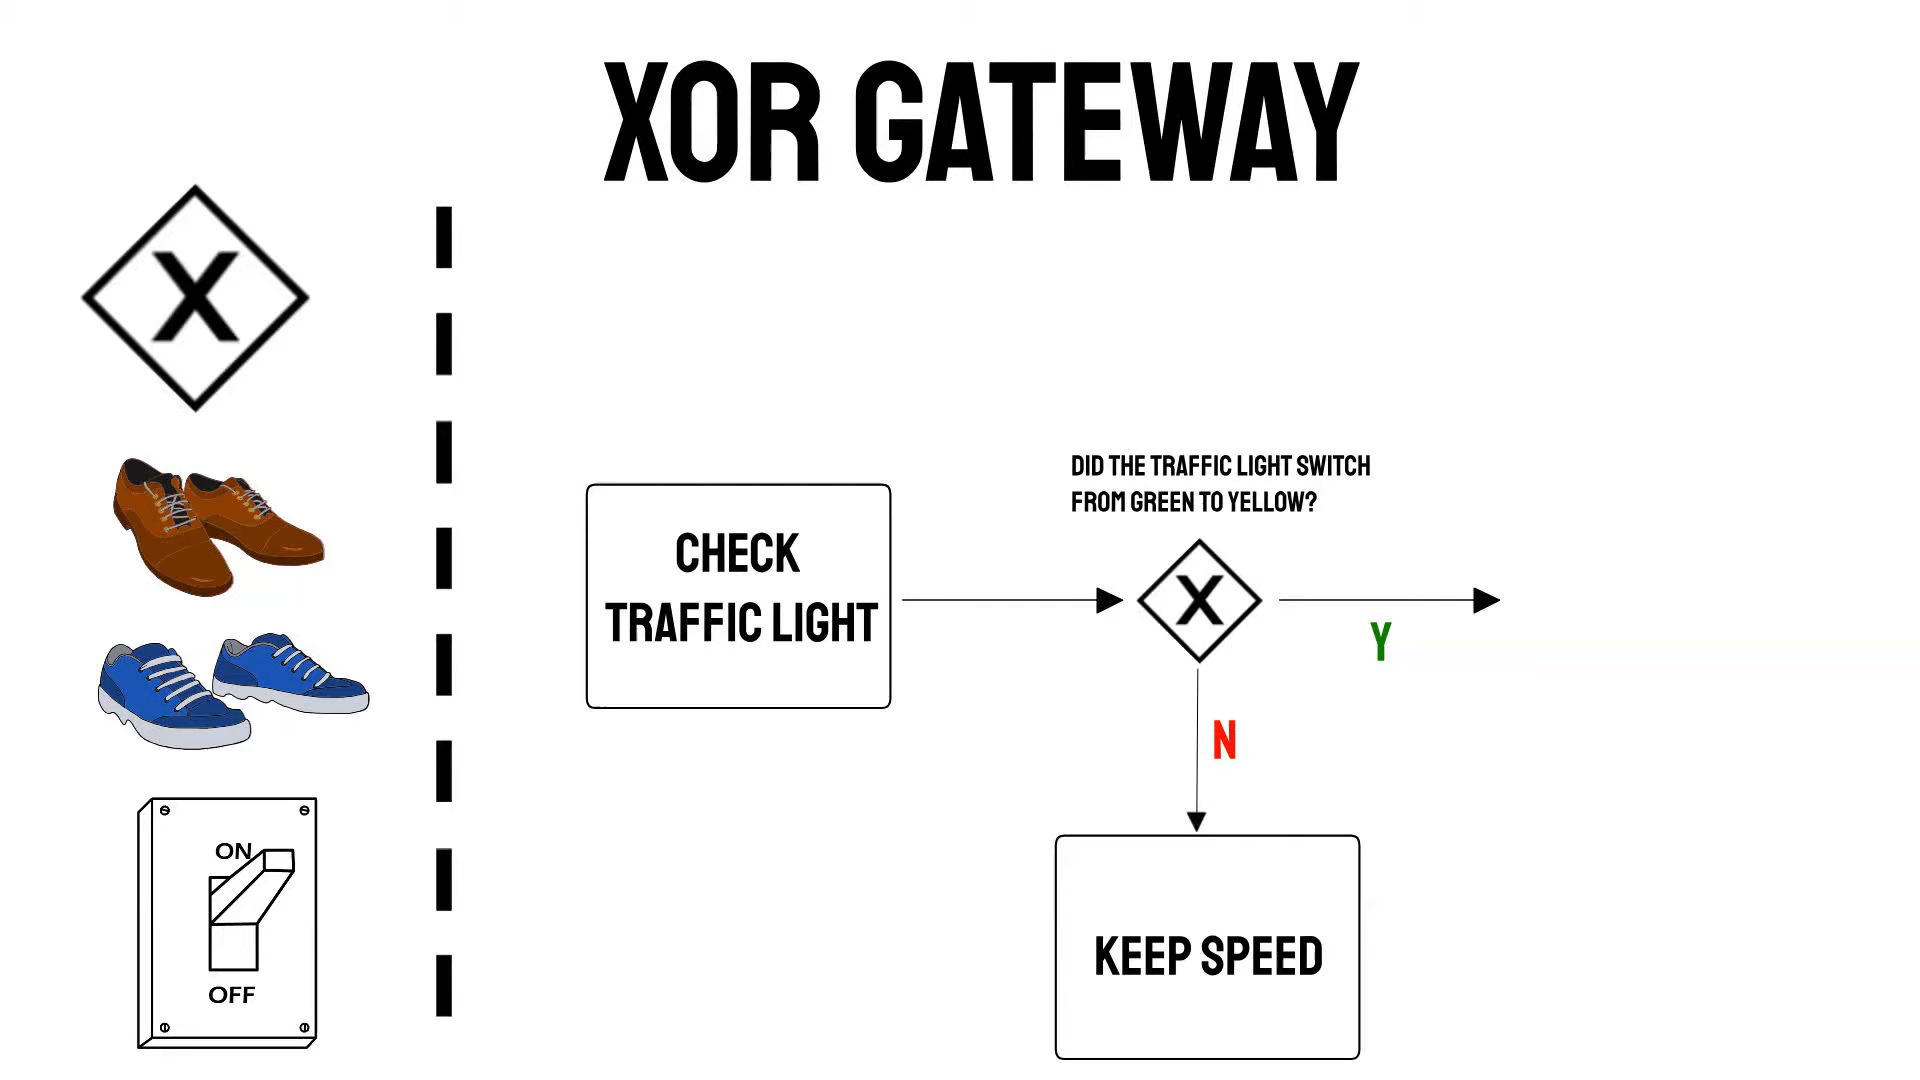 XOR GATEWAY
X
DID THE TRAFFIC LIGHT SWITCH
FROM GREEN TO YELLOW?
CHECK
TRAFFIC LIGHT
X
Y
N
ON
OFF
KEEP SPEED